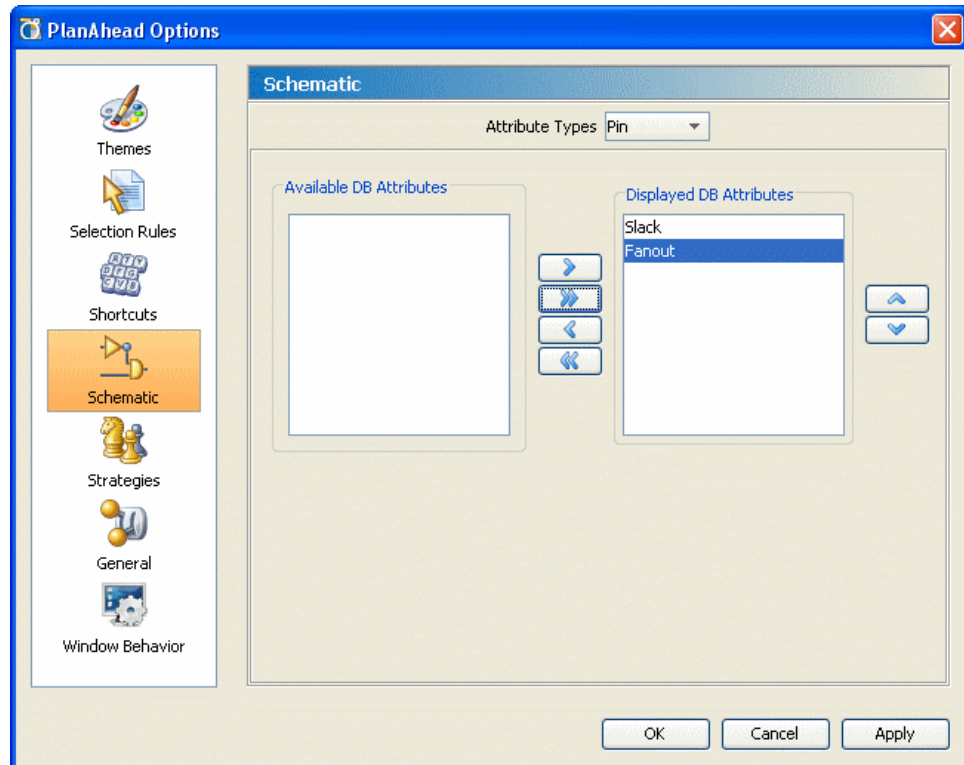 PlanAhead Options
Themes
Selection Rules
Shortcuts
Schematic
Strategies
General
Window Behavior
Schematic
Attribute Types Pin
Available DB Attributes
Displayed DB Attributes
Slack
Fanout
OK Cancel Apply